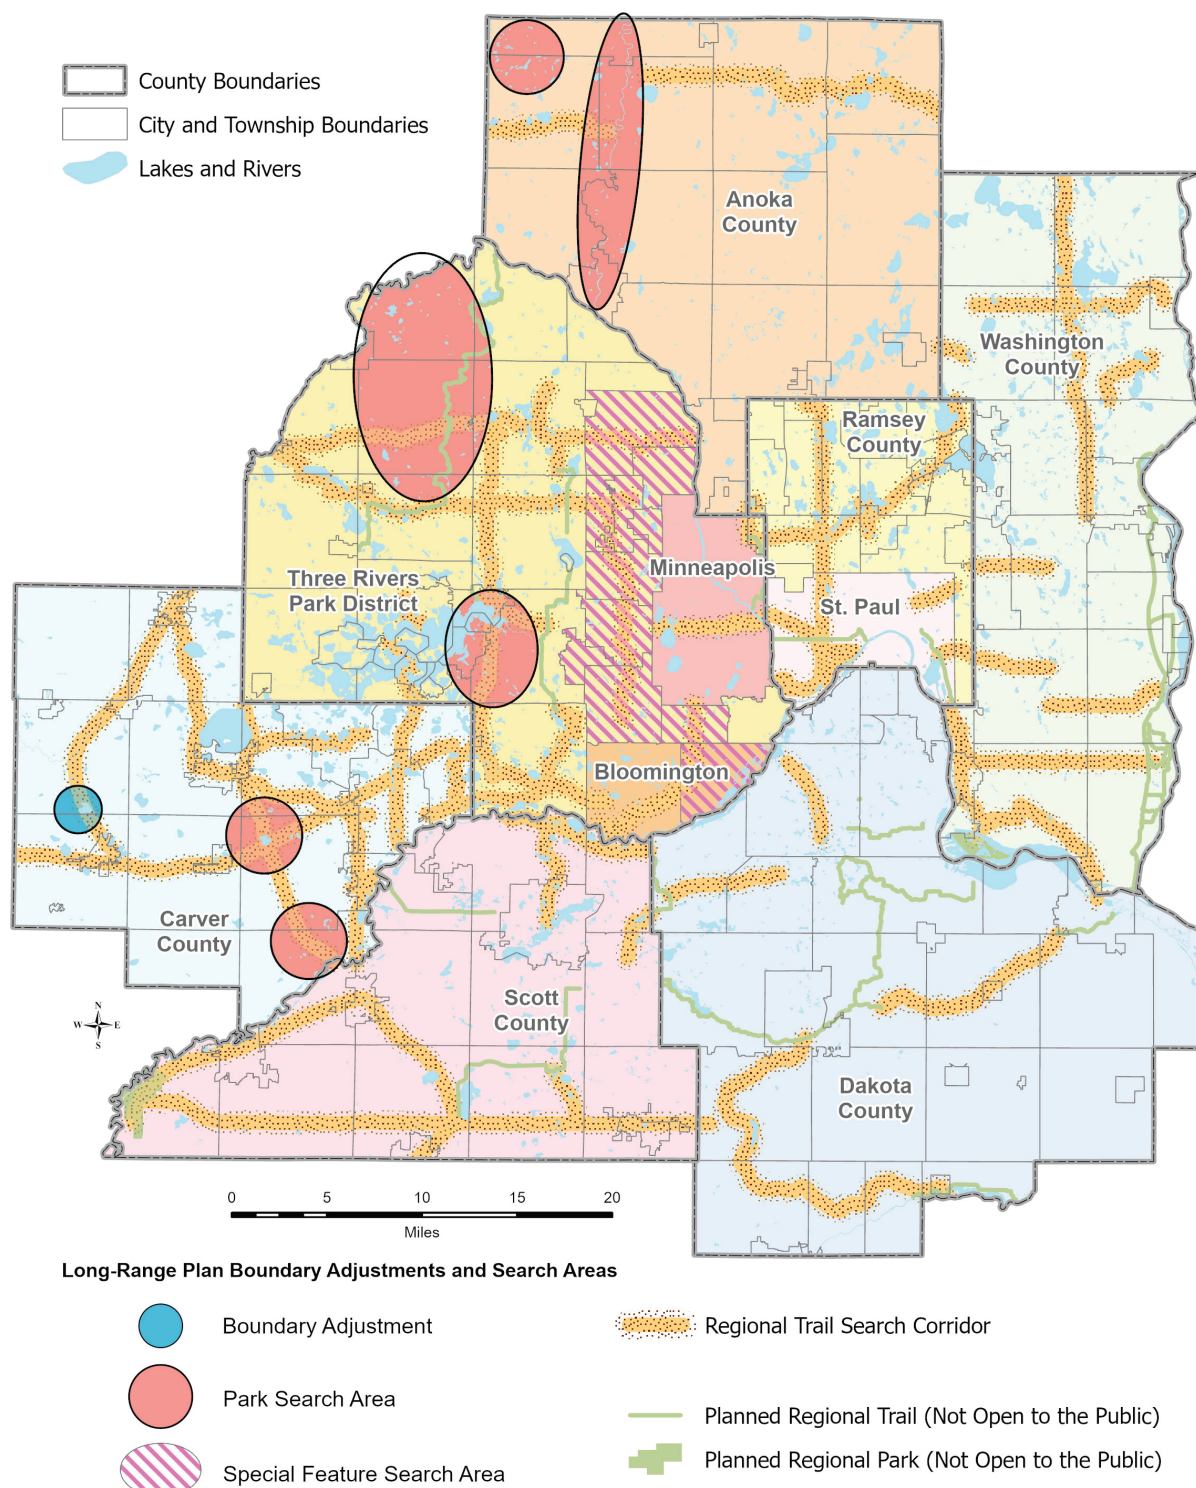 County Boundaries
City and Township Boundaries
Lakes and Rivers
Anoka
County
Washington
County
Ramsey
County
Minneapolis
Three Rivers
Park District
St. Paul
Bloomington
Carver
County
Scott
County
Dakota
County
N
W E
S
0 5 10 15 20
Miles
Long-Range Plan Boundary Adjustments and Search Areas
Boundary Adjustment
Regional Trail Search Corridor
Park Search Area
Planned Regional Trail (Not Open to the Public)
Planned Regional Park (Not Open to the Public)
Special Feature Search Area